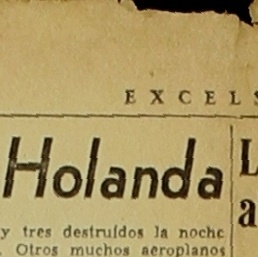 EXCELS
Holanda
L
a
y tres destruídos la noche
. Otros muchos aeroplanos